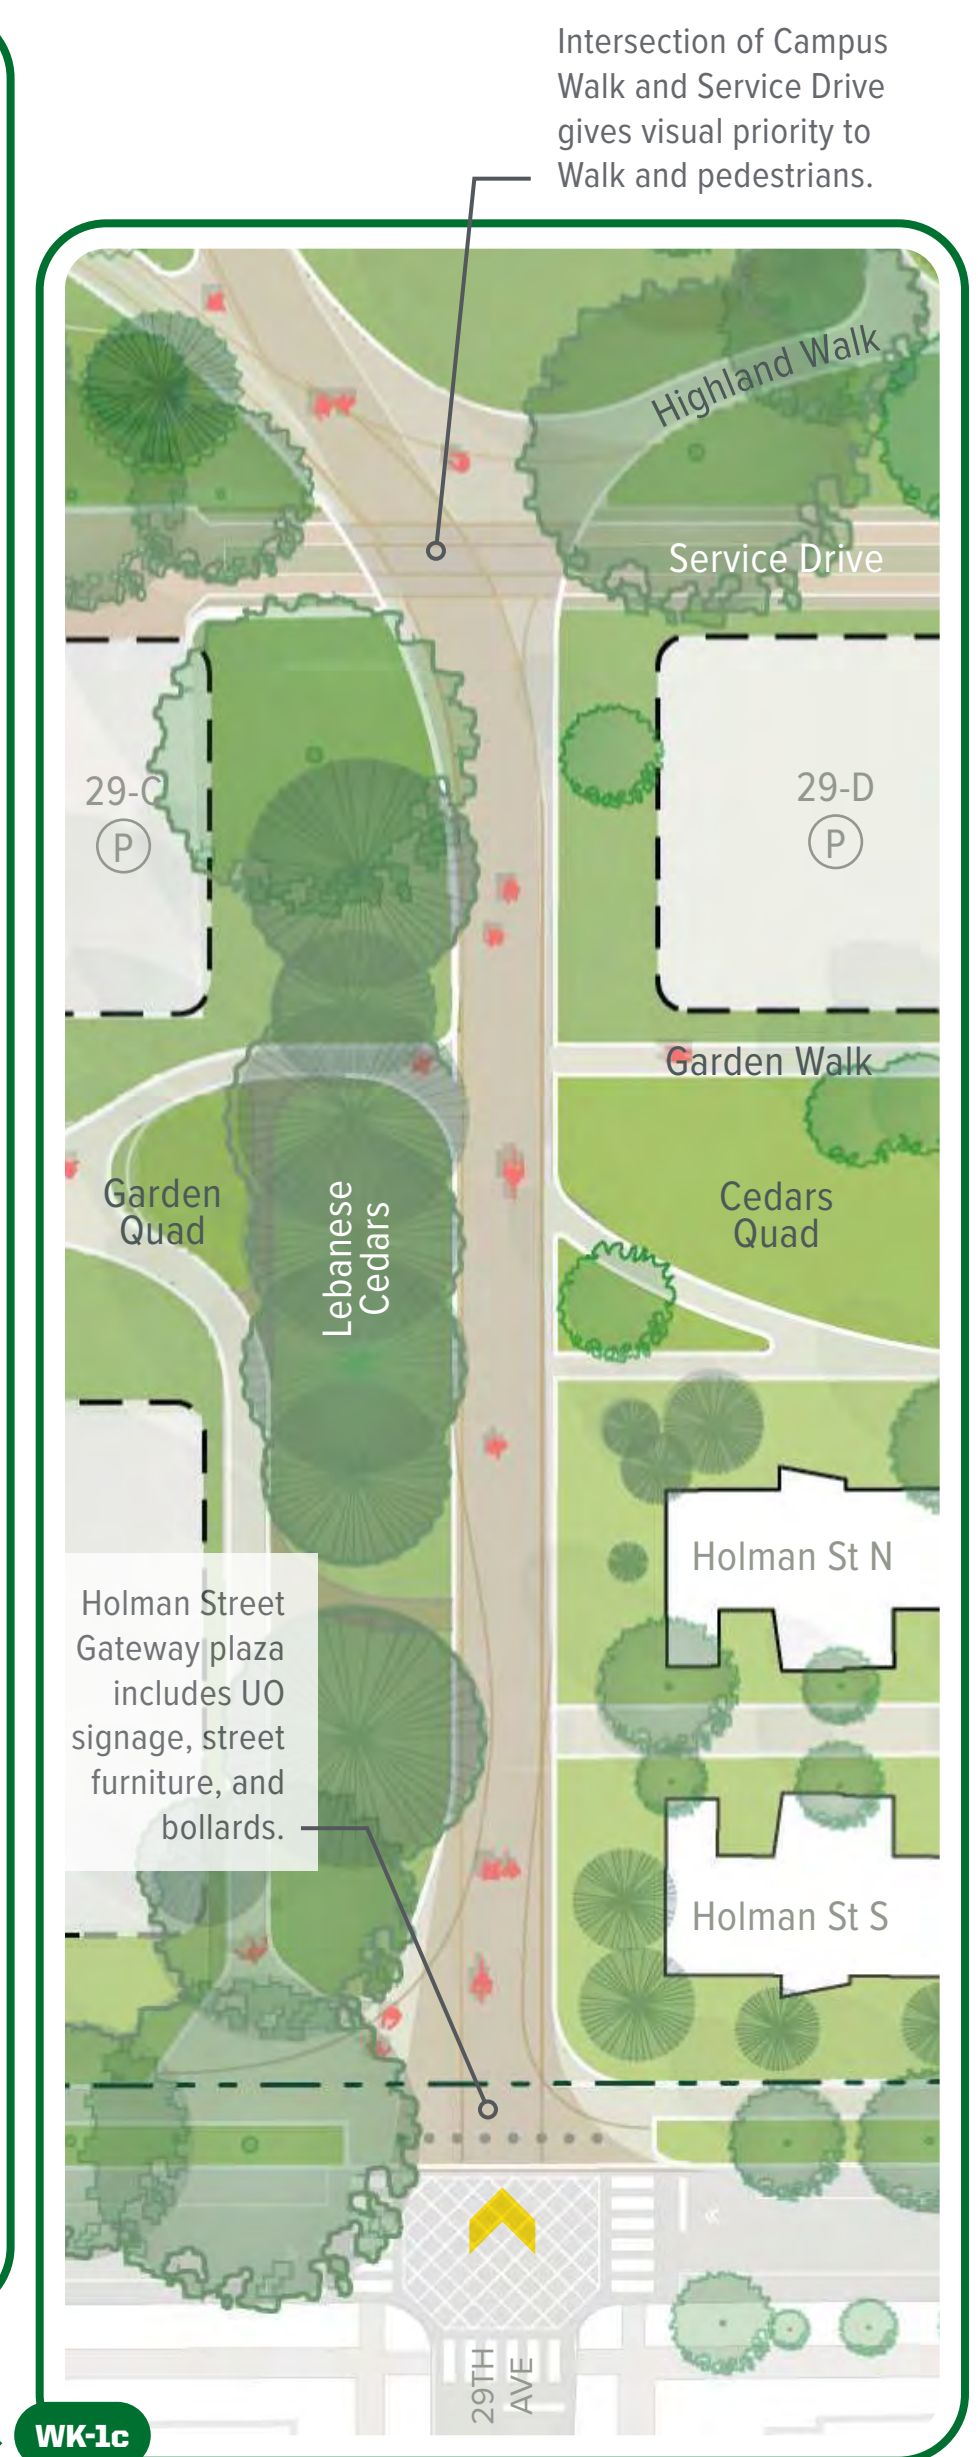 Intersection of Campus
Walk and Service Drive
gives visual priority to
Walk and pedestrians.
Highland Walk
Service Drive
29-C
P
29-D
P
Garden Walk
Garden
Quad
Lebanese
Cedars
Cedars
Quad
Holman St N
Holman Street
Gateway plaza
includes UO
signage, street
furniture, and
bollards.
Holman St S
29TH
AVE
WK-1c